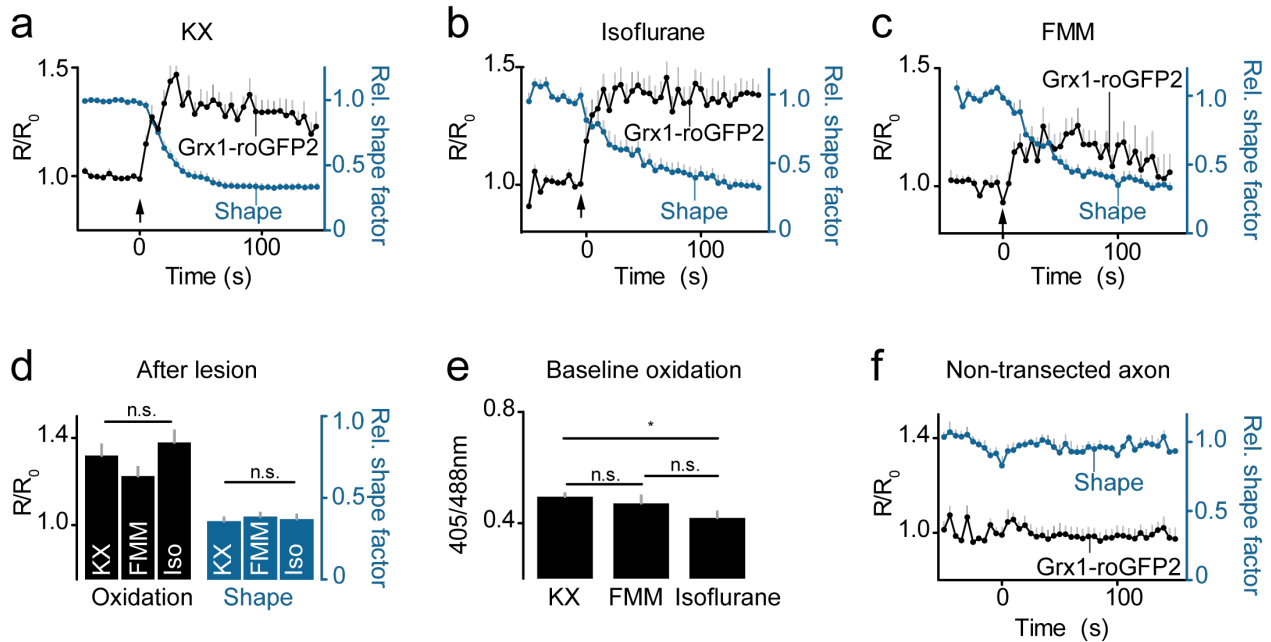 a
KX
1.5
1.0
R/R0
Grx1-roGFP2
Shape
1.0
0.5
0
Rel. shape factor
0
100
Time (s)
b
Isoflurane
1.5
1.0
R/R0
Grx1-roGFP2
Shape
1.0
0.5
0
Rel. shape factor
0
100
Time (s)
c
FMM
1.5
1.0
R/R0
Grx1-roGFP2
Shape
1.0
0.5
0
Rel. shape factor
0
100
Time (s)
d
After lesion
1.4
1.0
R/R0
n.s.
n.s.
KX
FMM
Iso
KX
FMM
Iso
1.0
0.5
0
Rel. shape factor
Oxidation
Shape
e
Baseline oxidation
0.8
0.4
405/488nm
*
n.s.
n.s.
KX
FMM
Isoflurane
f
Non-transected axon
1.4
1.0
R/R0
Shape
Grx1-roGFP2
1.0
0.5
0
Rel. shape factor
0
100
Time (s)